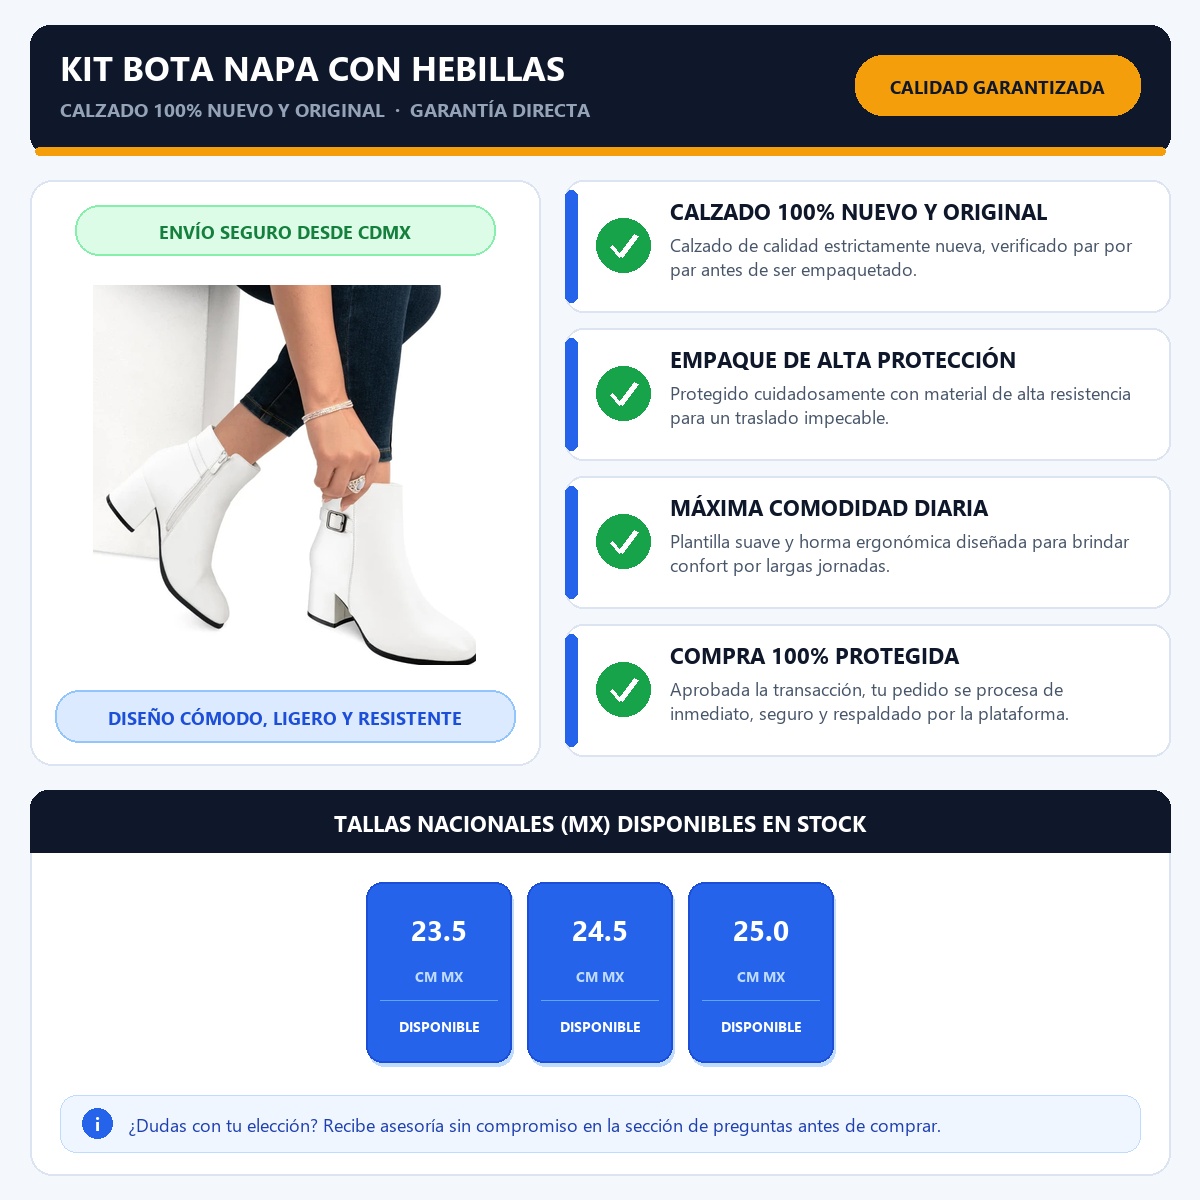 KIT BOTA NAPA CON HEBILLAS
CALZADO 100% NUEVO Y ORIGINAL · GARANTÍA DIRECTA
CALIDAD GARANTIZADA
ENVÍO SEGURO DESDE CDMX
DISEÑO CÓMODO, LIGERO Y RESISTENTE
CALZADO 100% NUEVO Y ORIGINAL
Calzado de calidad estrictamente nueva, verificado par por
par antes de ser empaquetado.
EMPAQUE DE ALTA PROTECCIÓN
Protegido cuidadosamente con material de alta resistencia
para un traslado impecable.
MÁXIMA COMODIDAD DIARIA
Plantilla suave y horma ergonómica diseñada para brindar
confort por largas jornadas.
COMPRA 100% PROTEGIDA
Aprobada la transacción, tu pedido se procesa de
inmediato, seguro y respaldado por la plataforma.
TALLAS NACIONALES (MX) DISPONIBLES EN STOCK
23.5
CM MX
DISPONIBLE
24.5
CM MX
DISPONIBLE
25.0
CM MX
DISPONIBLE
¿Dudas con tu elección? Recibe asesoría sin compromiso en la sección de preguntas antes de comprar.